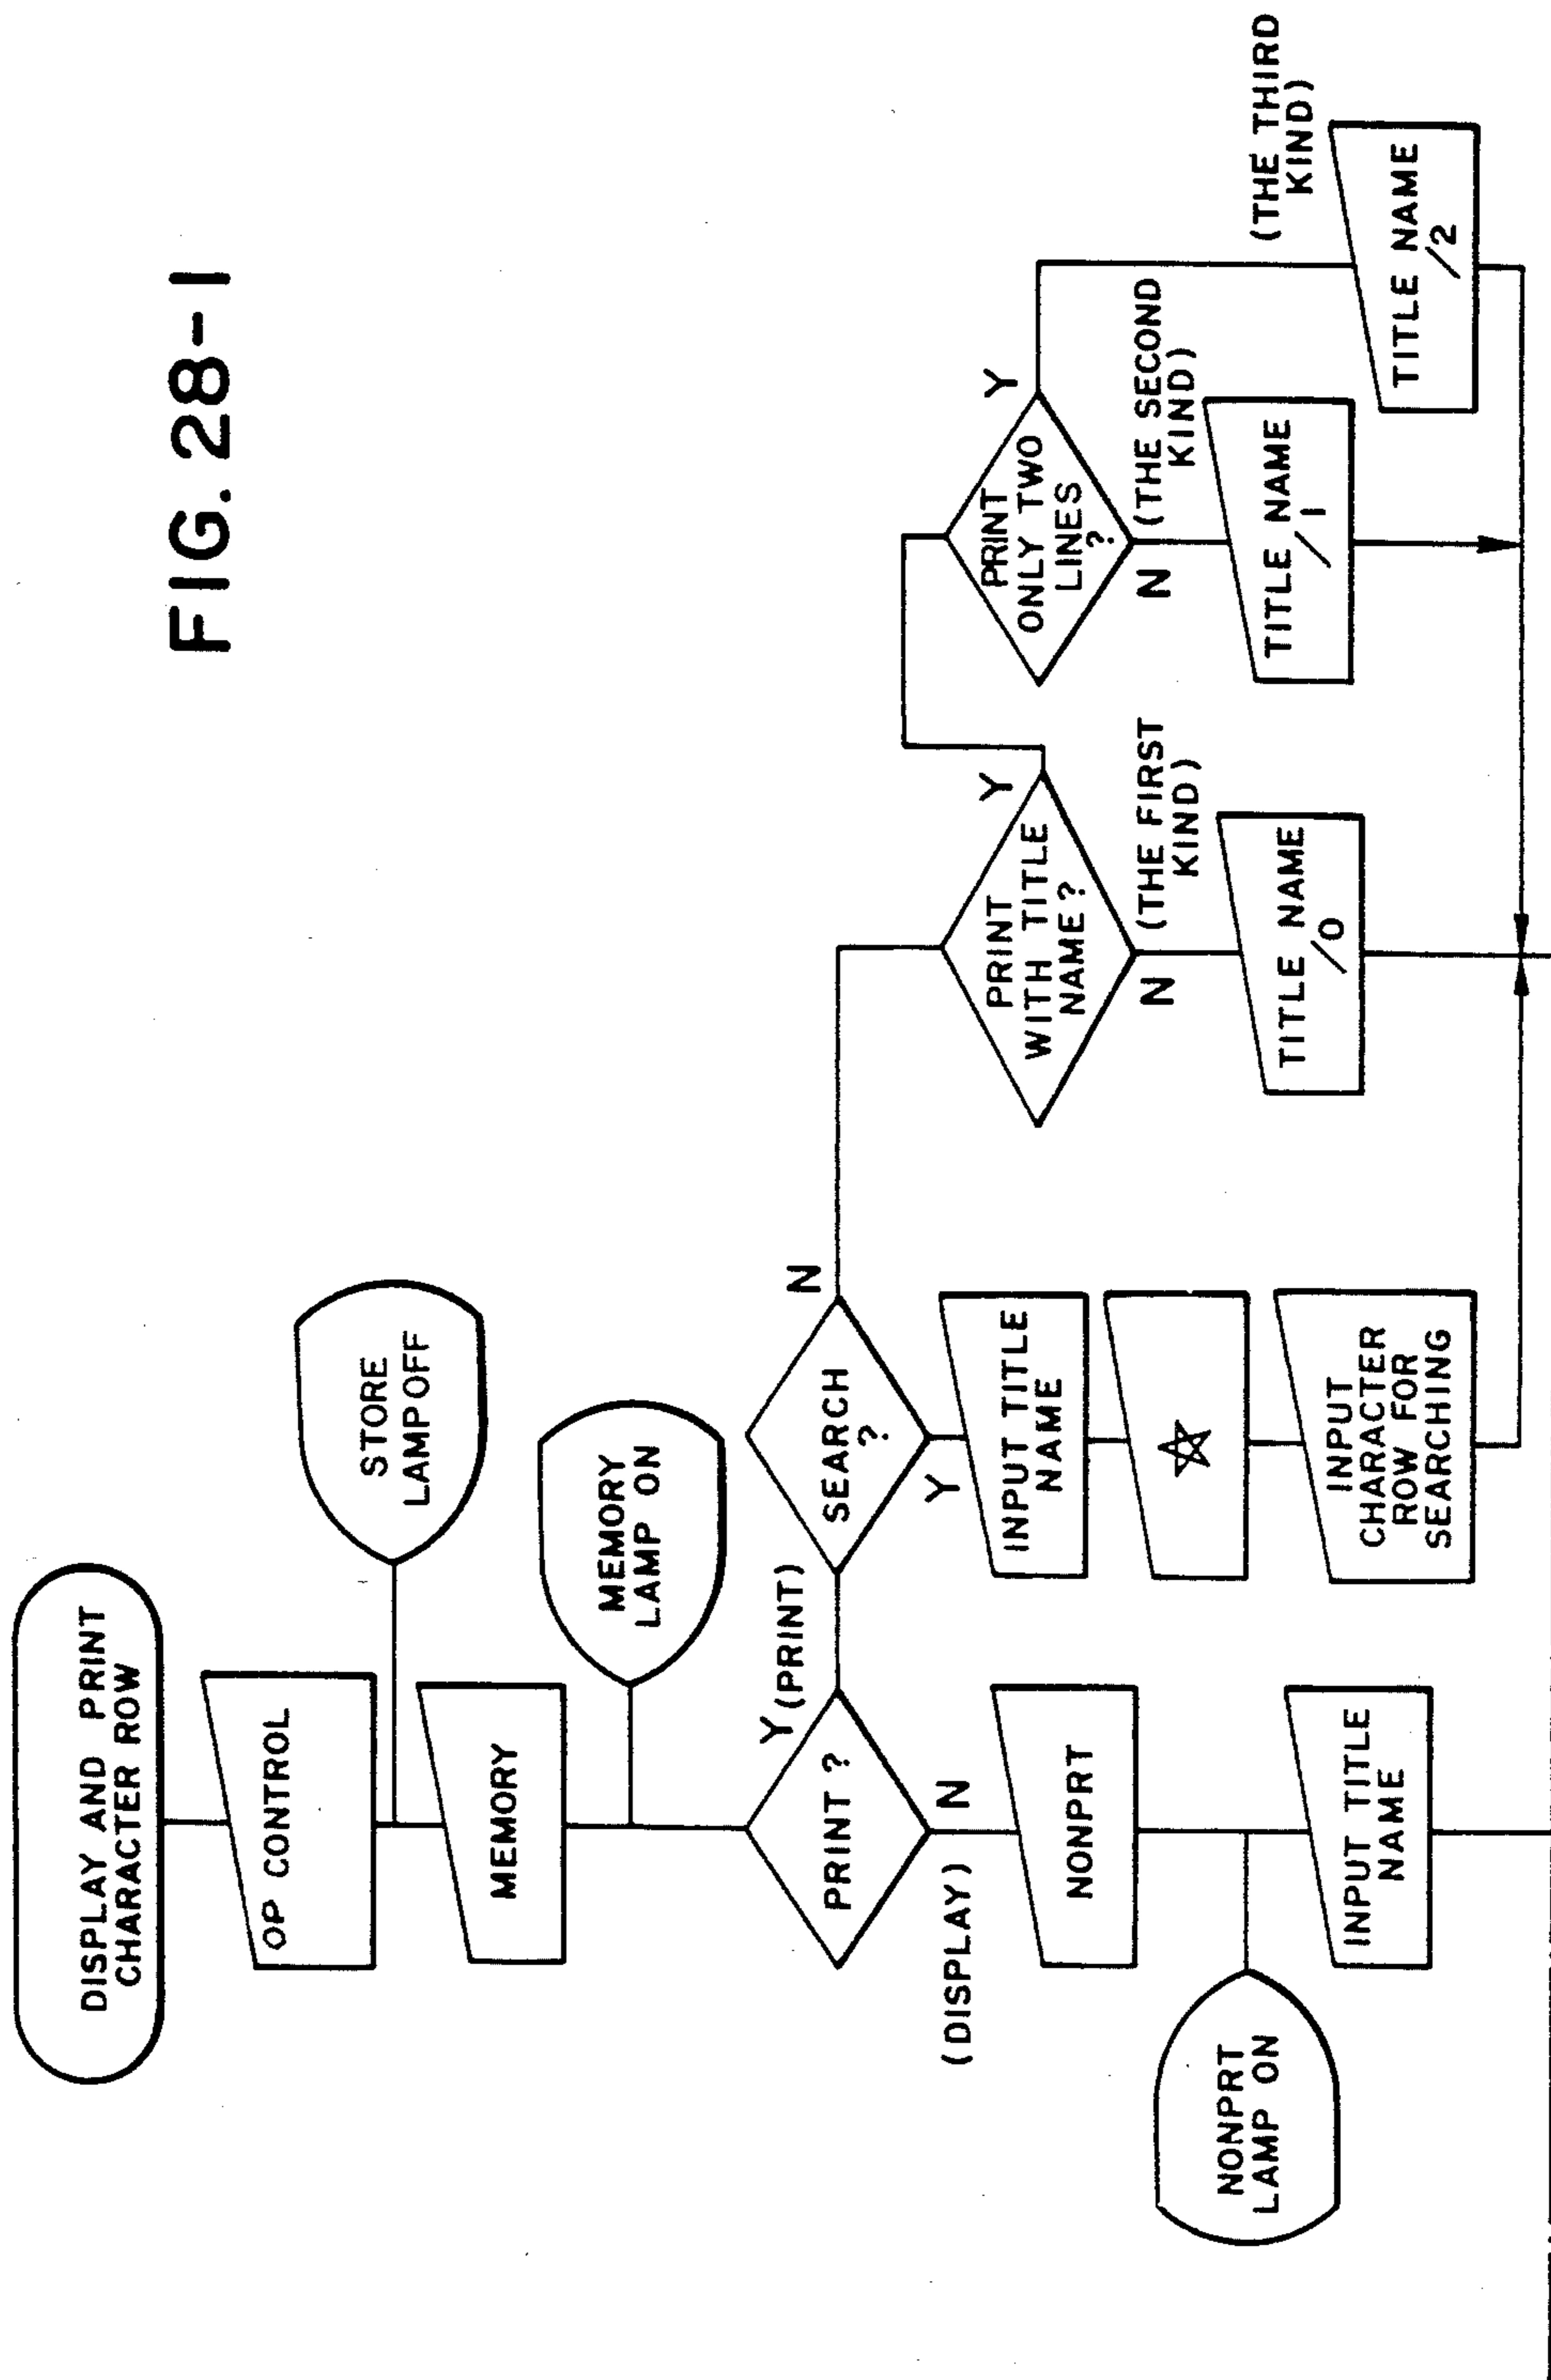 FIG. 28-1
DISPLAY AND PRINT
CHARACTER ROW
OP CONTROL
STORE
LAMP OFF
MEMORY
MEMORY
LAMP ON
PRINT ?
Y (PRINT)
N
(DISPLAY)
NONPRT
NONPRT
LAMP ON
INPUT TITLE
NAME
SEARCH
?
N
Y
INPUT TITLE
NAME
☆
INPUT
CHARACTER
ROW FOR
SEARCHING
PRINT
WITH TITLE
NAME ?
Y
N
(THE FIRST
KIND)
TITLE NAME
/0
PRINT
ONLY TWO
LINES
?
Y
N
(THE SECOND
KIND)
TITLE NAME
/1
(THE THIRD
KIND)
TITLE NAME
/2